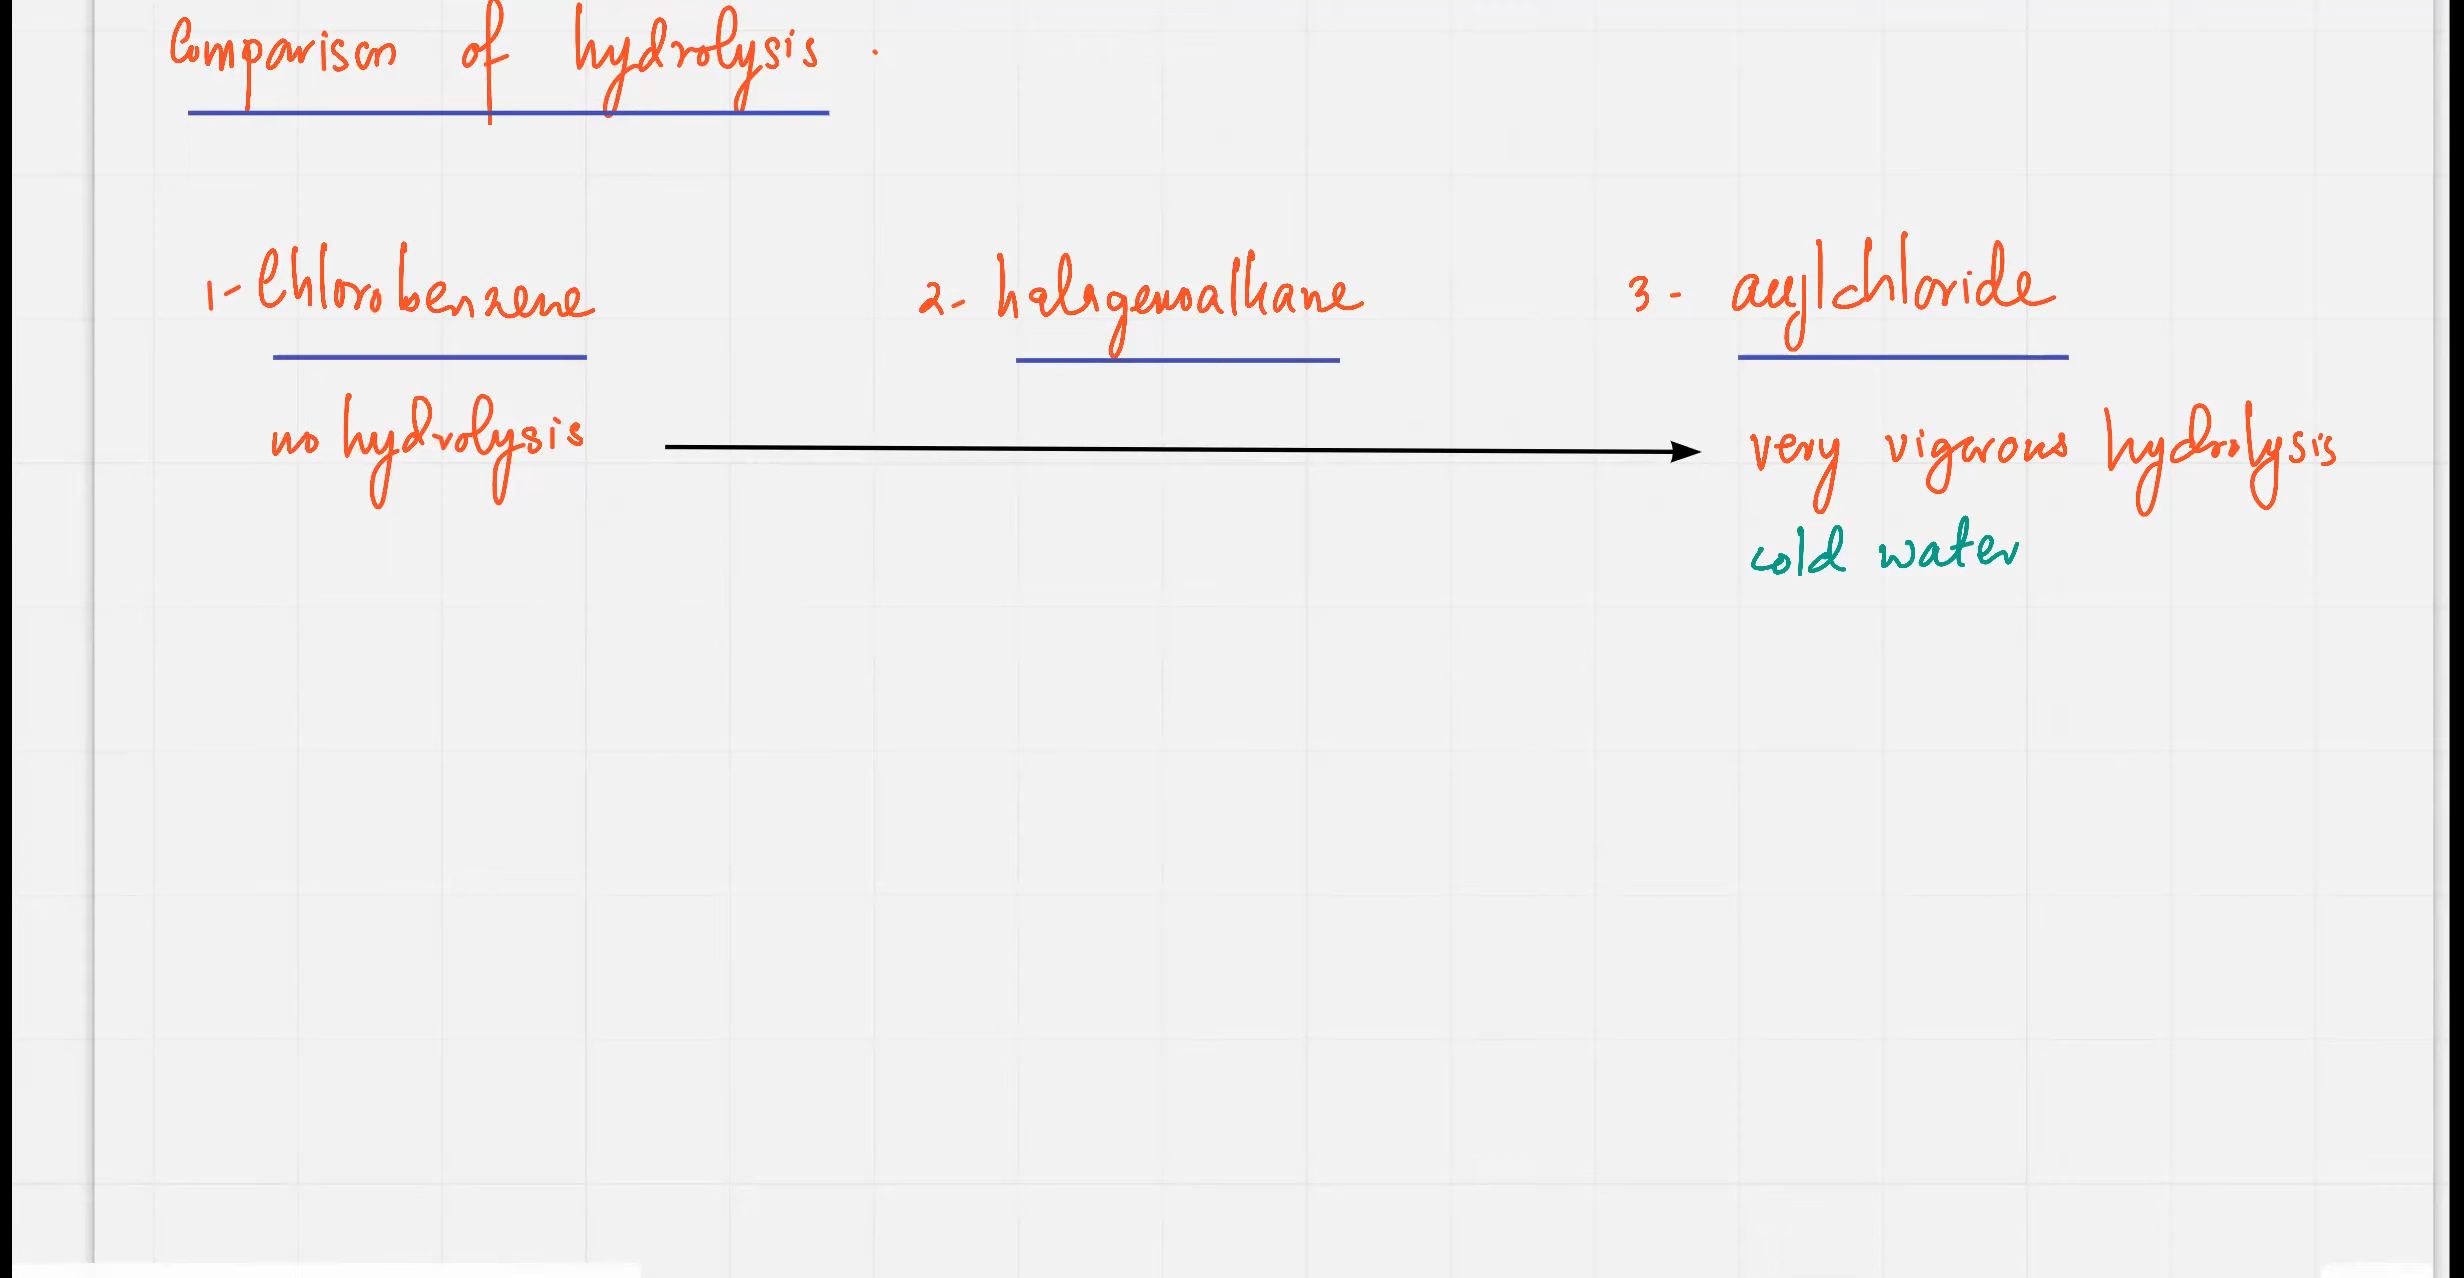 Comparison of hydrolysis.
1- Chlorobenzene 2- halogenoalkane 3- acylchloride
no hydrolysis very vigorous hydrolysis
cold water